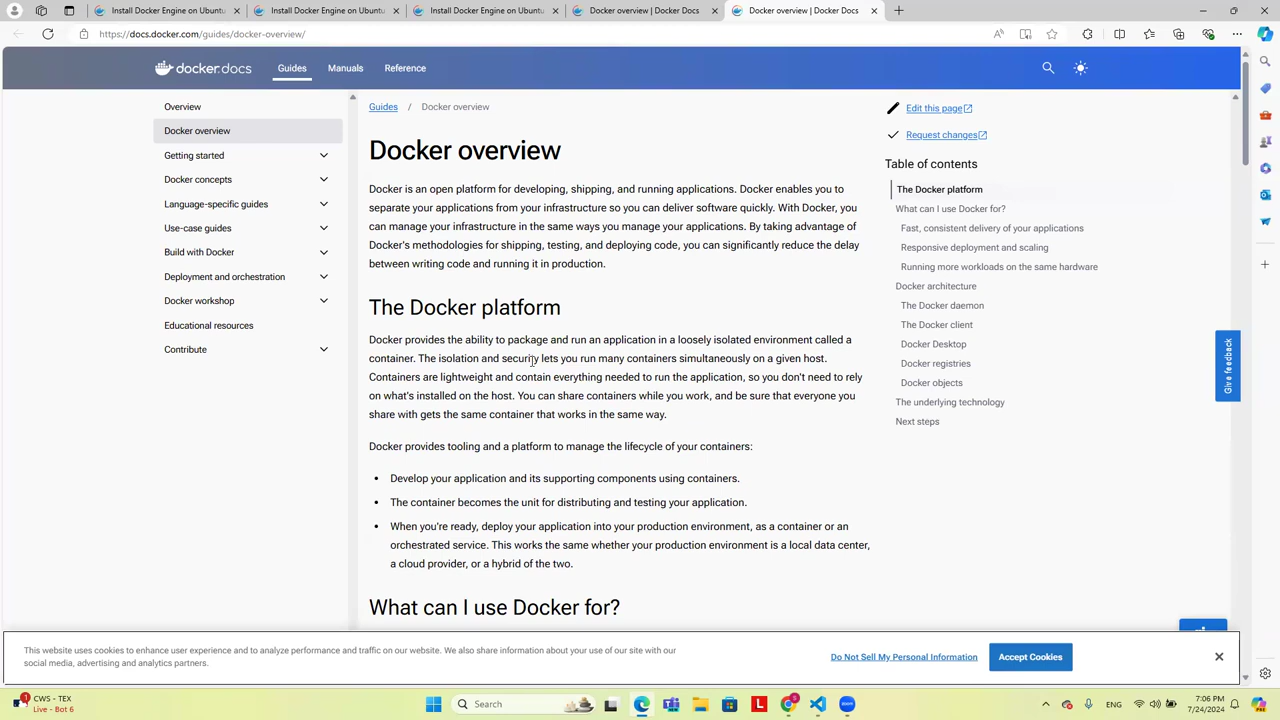 Install Docker Engine on Ubuntu
Install Docker Engine on Ubuntu
Install Docker Engine on Ubuntu
Docker overview | Docker Docs
Docker overview | Docker Docs
https://docs.docker.com/guides/docker-overview/
docker.docs
Guides
Manuals
Reference
Overview
Docker overview
Getting started
Docker concepts
Language-specific guides
Use-case guides
Build with Docker
Deployment and orchestration
Docker workshop
Educational resources
Contribute
Guides / Docker overview
Docker overview
Docker is an open platform for developing, shipping, and running applications. Docker enables you to
separate your applications from your infrastructure so you can deliver software quickly. With Docker, you
can manage your infrastructure in the same ways you manage your applications. By taking advantage of
Docker's methodologies for shipping, testing, and deploying code, you can significantly reduce the delay
between writing code and running it in production.
The Docker platform
Docker provides the ability to package and run an application in a loosely isolated environment called a
container. The isolation and security lets you run many containers simultaneously on a given host.
Containers are lightweight and contain everything needed to run the application, so you don't need to rely
on what's installed on the host. You can share containers while you work, and be sure that everyone you
share with gets the same container that works in the same way.
Docker provides tooling and a platform to manage the lifecycle of your containers:
• Develop your application and its supporting components using containers.
• The container becomes the unit for distributing and testing your application.
• When you're ready, deploy your application into your production environment, as a container or an
orchestrated service. This works the same whether your production environment is a local data center,
a cloud provider, or a hybrid of the two.
What can I use Docker for?
Edit this page
Request changes
Table of contents
The Docker platform
What can I use Docker for?
Fast, consistent delivery of your applications
Responsive deployment and scaling
Running more workloads on the same hardware
Docker architecture
The Docker daemon
The Docker client
Docker Desktop
Docker registries
Docker objects
The underlying technology
Next steps
Give feedback
This website uses cookies to enhance user experience and to analyze performance and traffic on our website. We also share information about your use of our site with our
social media, advertising and analytics partners.
Do Not Sell My Personal Information
Accept Cookies
1
CWS - TEX
Live - Bot 6
Search
L
zoom
ENG
7:06 PM
7/24/2024